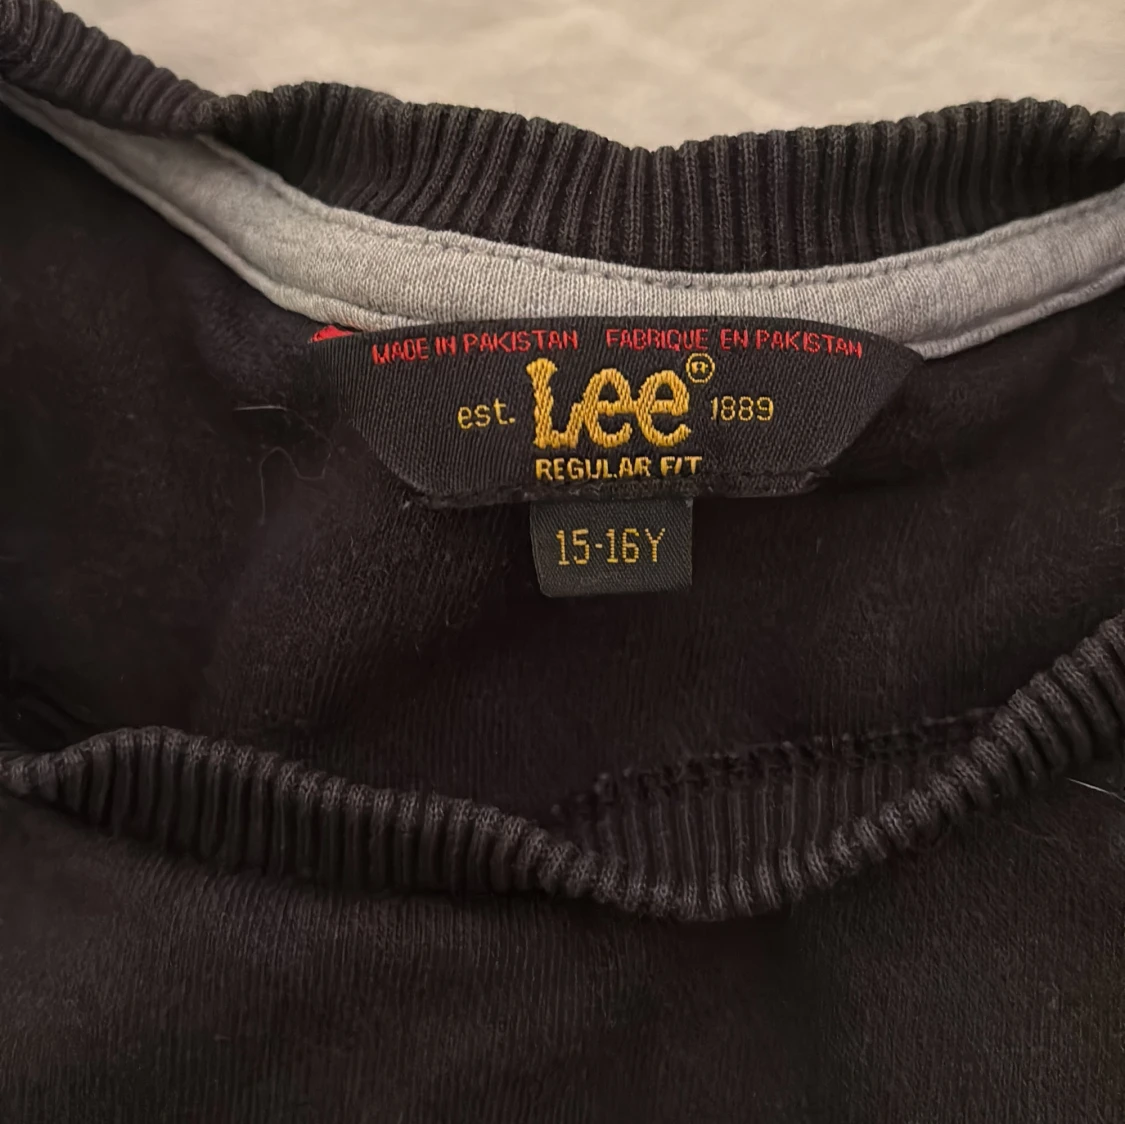 MADE IN PAKISTAN FABRIQUE EN PAKISTAN
est. Lee® 1889
REGULAR FIT
15-16Y